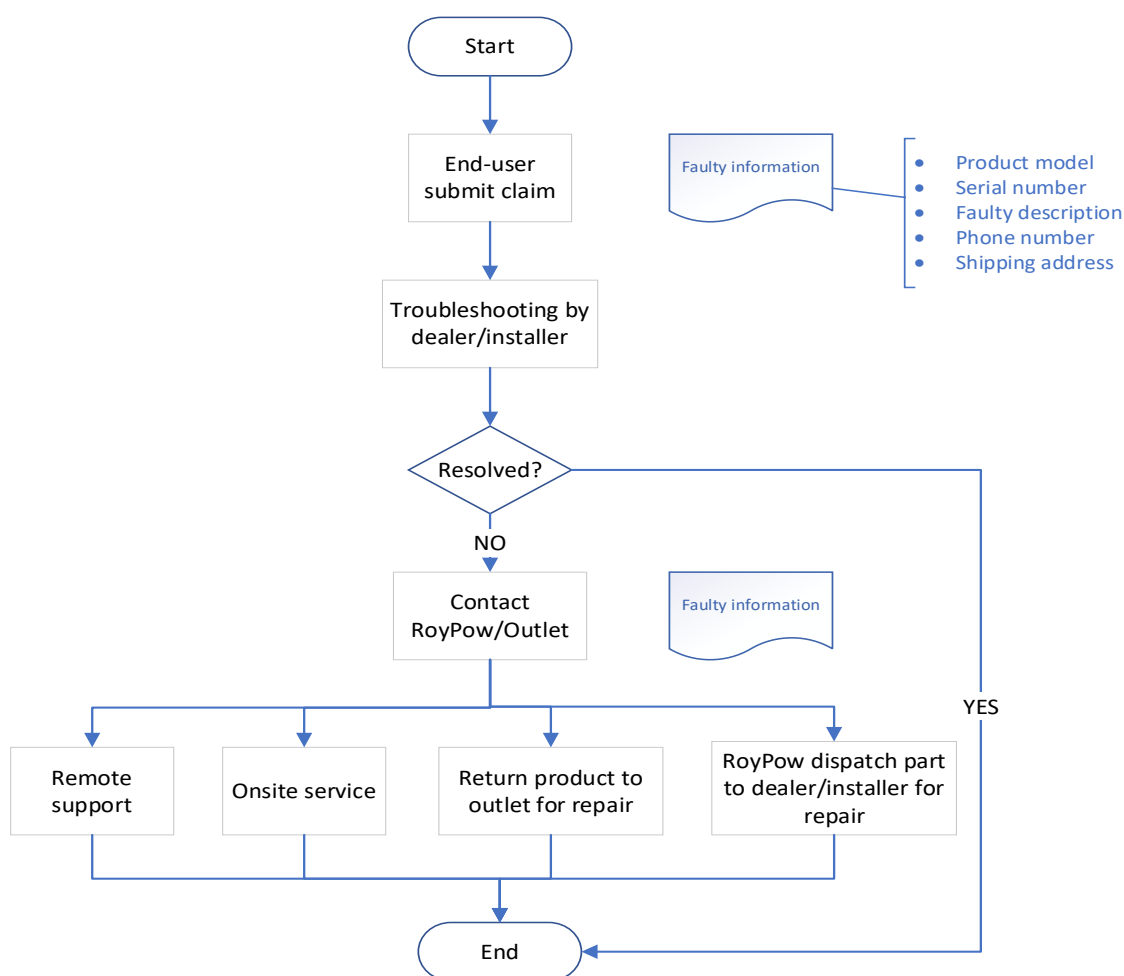 Start
End-user
submit claim
Faulty information
• Product model
• Serial number
• Faulty description
• Phone number
• Shipping address
Troubleshooting by
dealer/installer
Resolved?
NO
Contact
RoyPow/Outlet
Faulty information
YES
Remote
support
Onsite service
Return product to
outlet for repair
RoyPow dispatch part
to dealer/installer for
repair
End